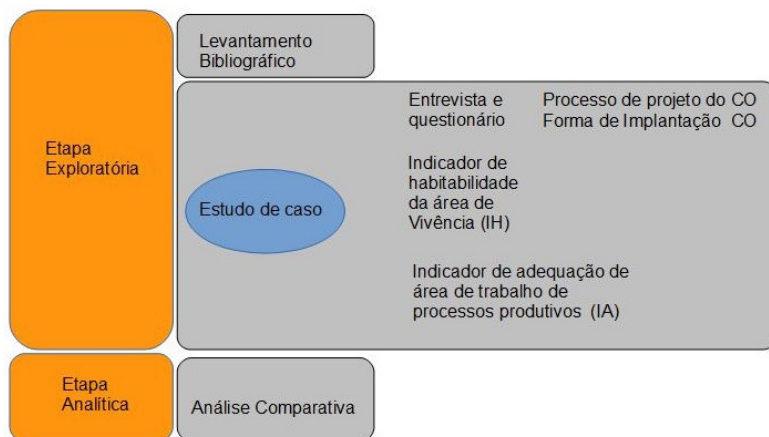 Levantamento
Bibliográfico
Etapa
Exploratória
Estudo de caso
Entrevista e
questionário
Processo de projeto do CO
Forma de Implantação CO
Indicador de
habitabilidade
da área de
Vivência (IH)
Indicador de adequação de
área de trabalho de
processos produtivos (IA)
Etapa
Analítica
Análise Comparativa